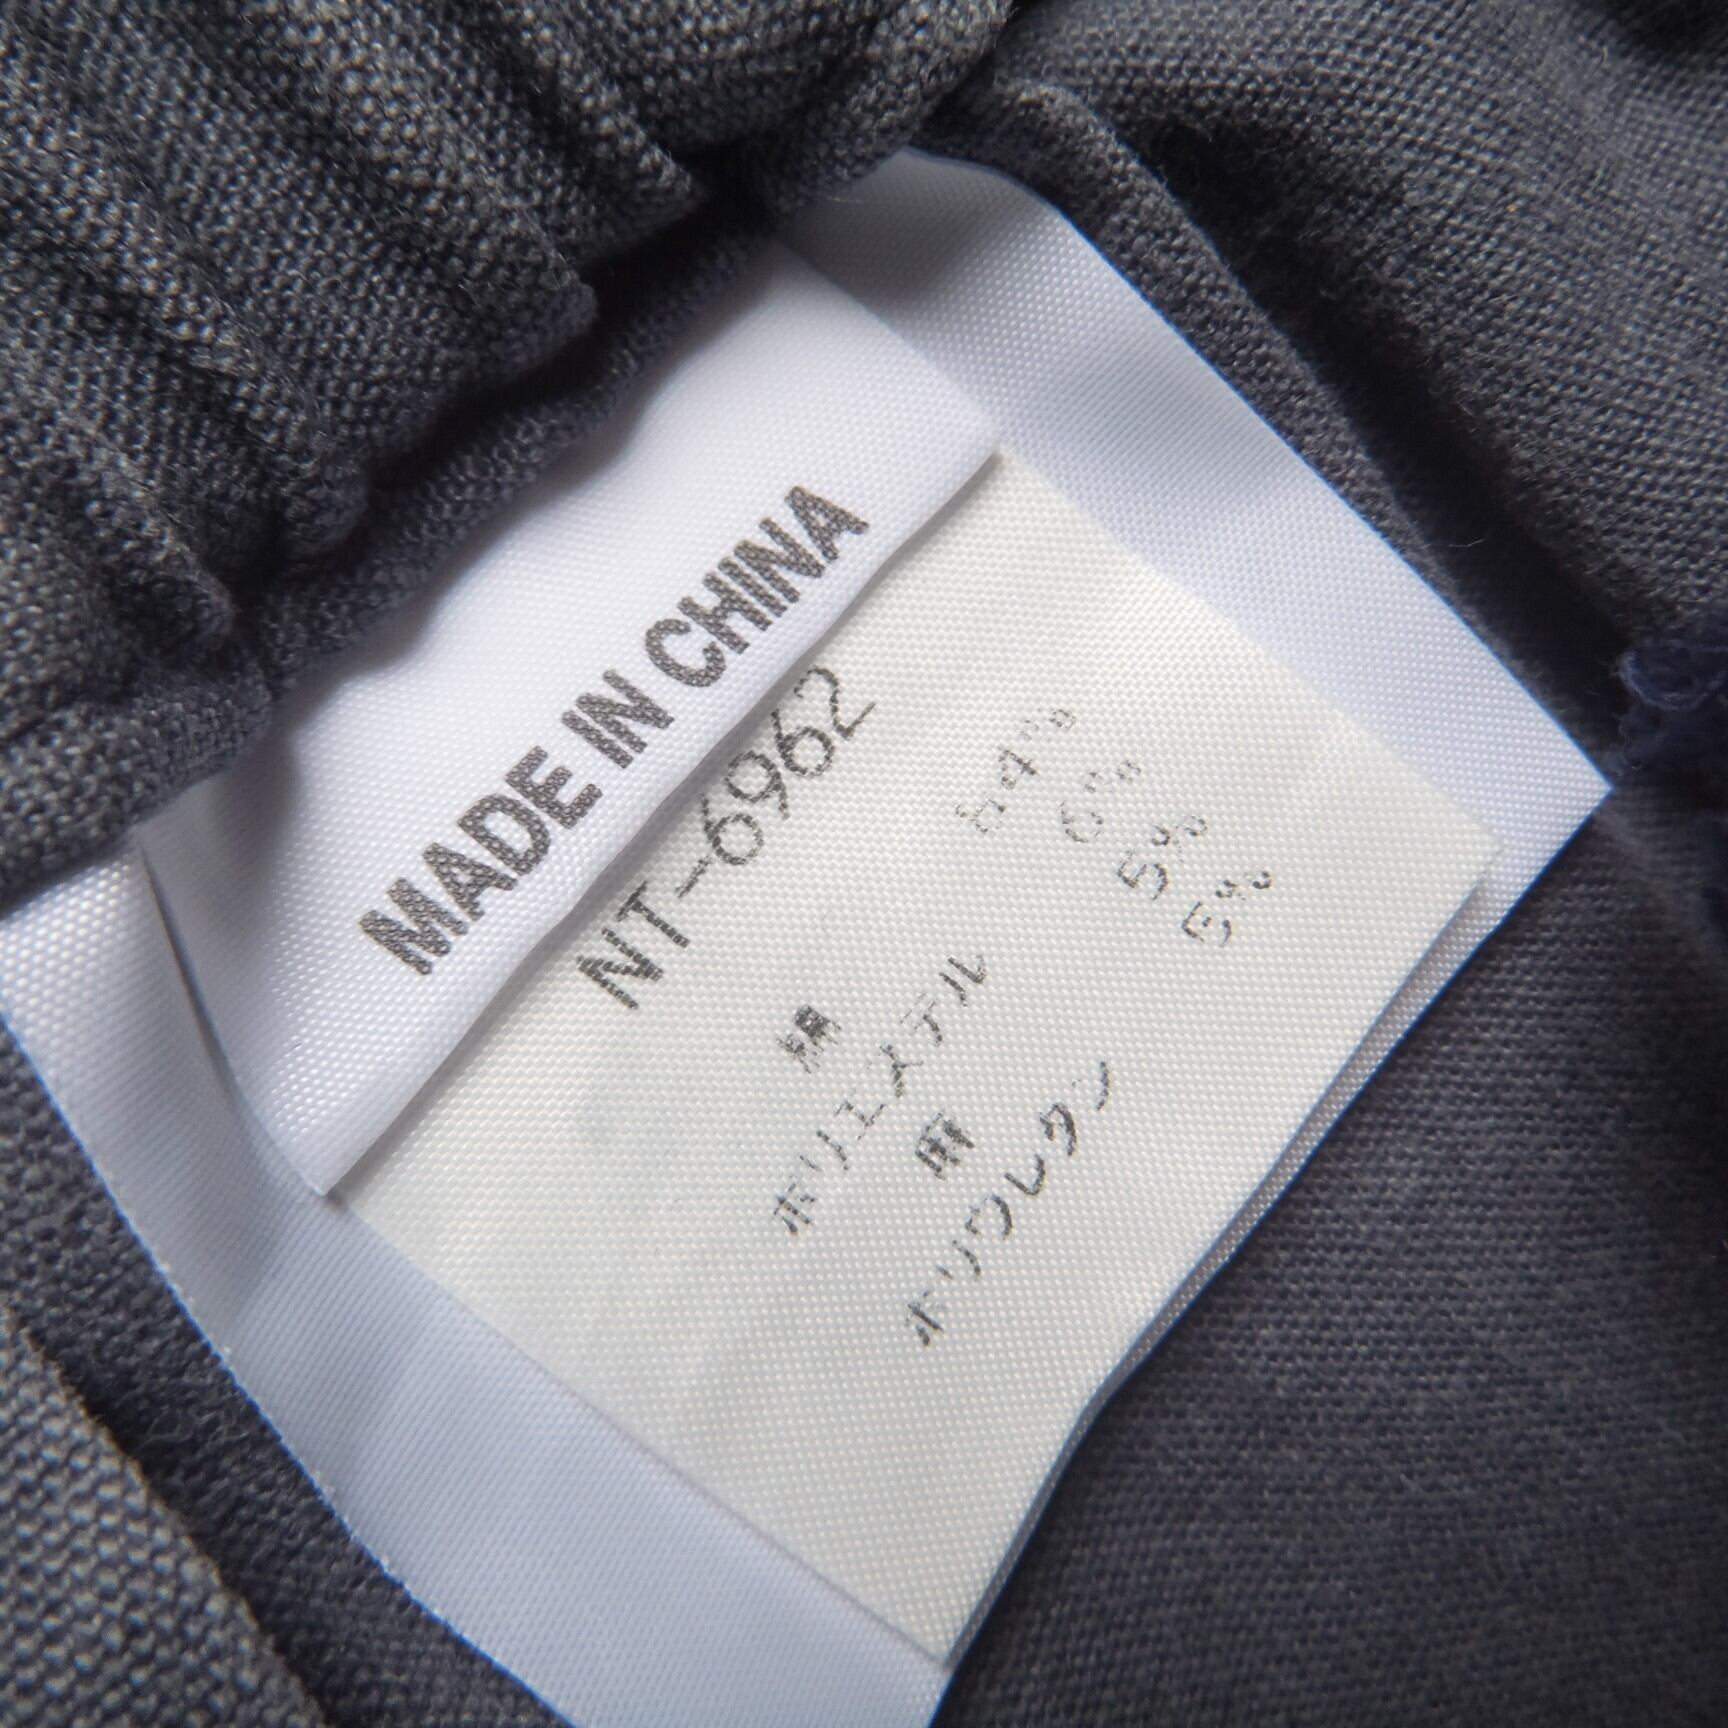 MADE IN CHINA
NT-6962
綿 84%
ポリエステル 6%
麻 5%
ポリウレタン 5%